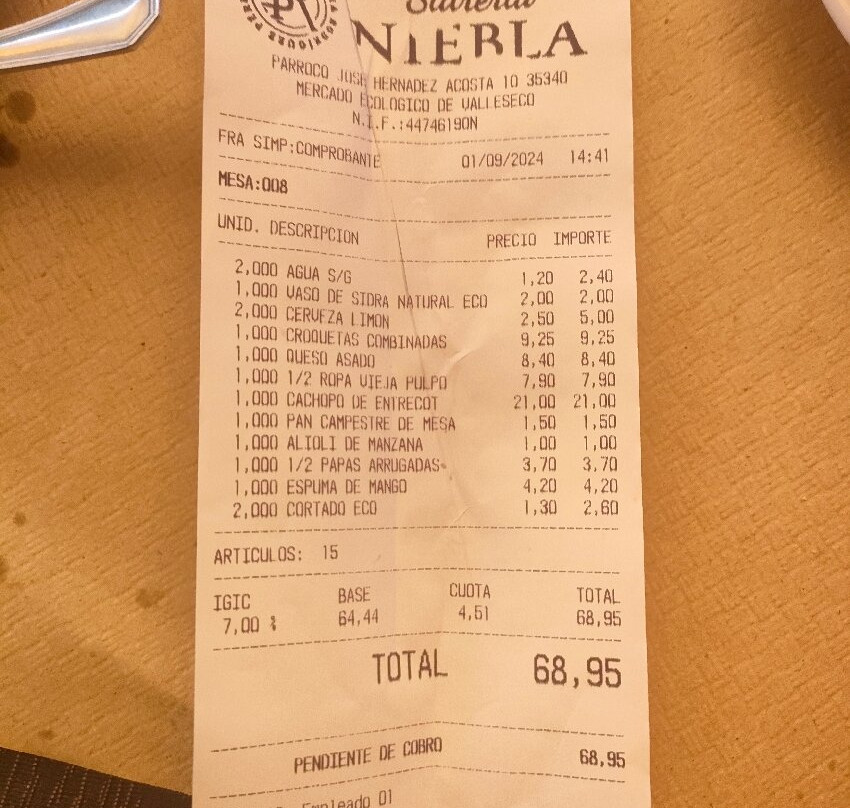 NIEBLA
PARROCO JOSE HERNADEZ ACOSTA 10 35340
MERCADO ECOLOGICO DE VALLESECO
N.I.F.:44746190N
FRA SIMP:COMPROBANTE 01/09/2024 14:41
MESA:008
UNID. DESCRIPCION PRECIO IMPORTE
2,000 AGUA S/G 1,20 2,40
1,000 VASO DE SIDRA NATURAL ECO 2,00 2,00
2,000 CERVEZA LIMON 2,50 5,00
1,000 CROQUETAS COMBINADAS 9,25 9,25
1,000 QUESO ASADO 8,40 8,40
1,000 1/2 ROPA VIEJA PULPO 7,90 7,90
1,000 CACHOPO DE ENTRECOT 21,00 21,00
1,000 PAN CAMPESTRE DE MESA 1,50 1,50
1,000 ALIOLI DE MANZANA 1,00 1,00
1,000 1/2 PAPAS ARRUGADAS 3,70 3,70
1,000 ESPUMA DE MANGO 4,20 4,20
2,000 CORTADO ECO 1,30 2,60
ARTICULOS: 15
IGIC BASE CUOTA TOTAL
7,00 % 64,44 4,51 68,95
TOTAL 68,95
PENDIENTE DE COBRO 68,95
Empleado 01